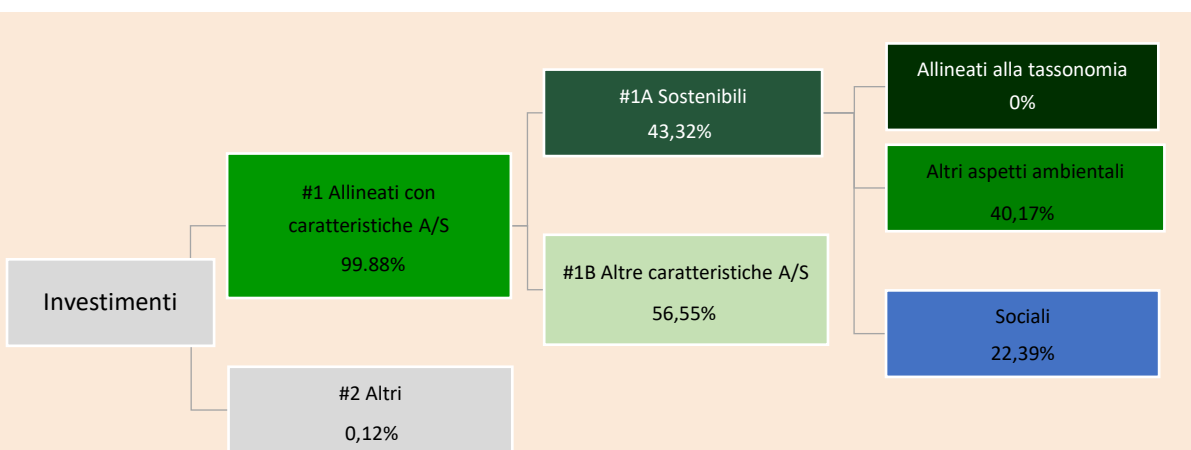 Investimenti
#1 Allineati con
caratteristiche A/S
99.88%
#2 Altri
0,12%
#1A Sostenibili
43,32%
#1B Altre caratteristiche A/S
56,55%
Allineati alla tassonomia
0%
Altri aspetti ambientali
40,17%
Sociali
22,39%